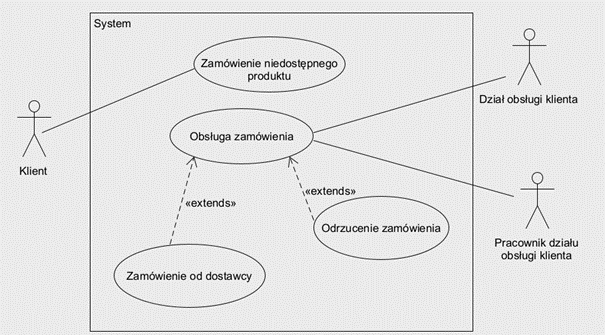 System
Zamówienie niedostępnego
produktu
Dział obsługi klienta
Obsługa zamówienia
Klient
«extends»
«extends»
Odrzucenie zamówienia
Pracownik działu
obsługi klienta
Zamówienie od dostawcy